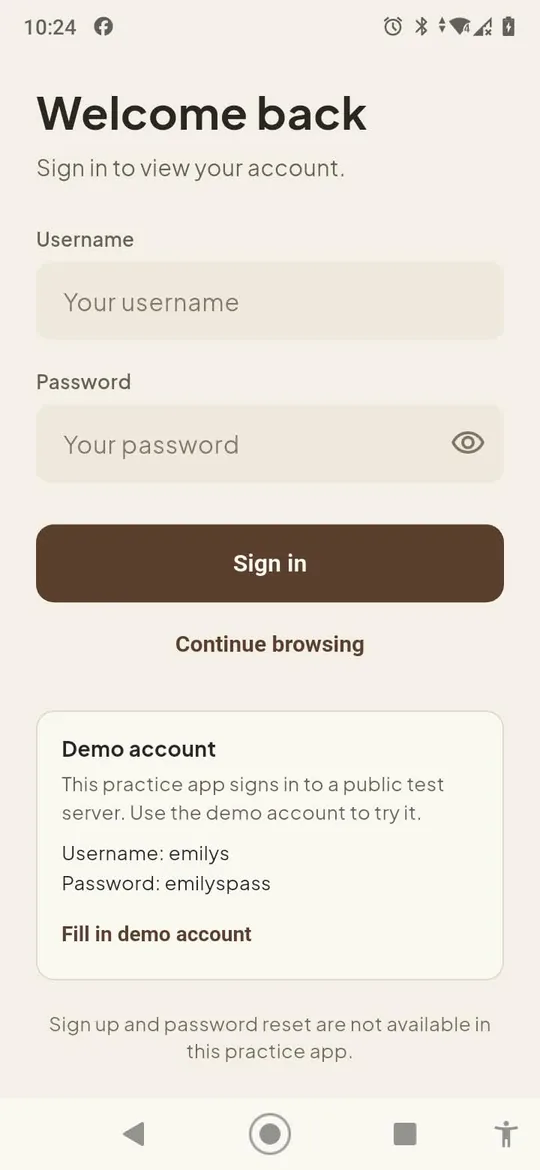 10:24
Welcome back
Sign in to view your account.
Username
Your username
Password
Your password
Sign in
Continue browsing
Demo account
This practice app signs in to a public test
server. Use the demo account to try it.
Username: emilys
Password: emilyspass
Fill in demo account
Sign up and password reset are not available in
this practice app.